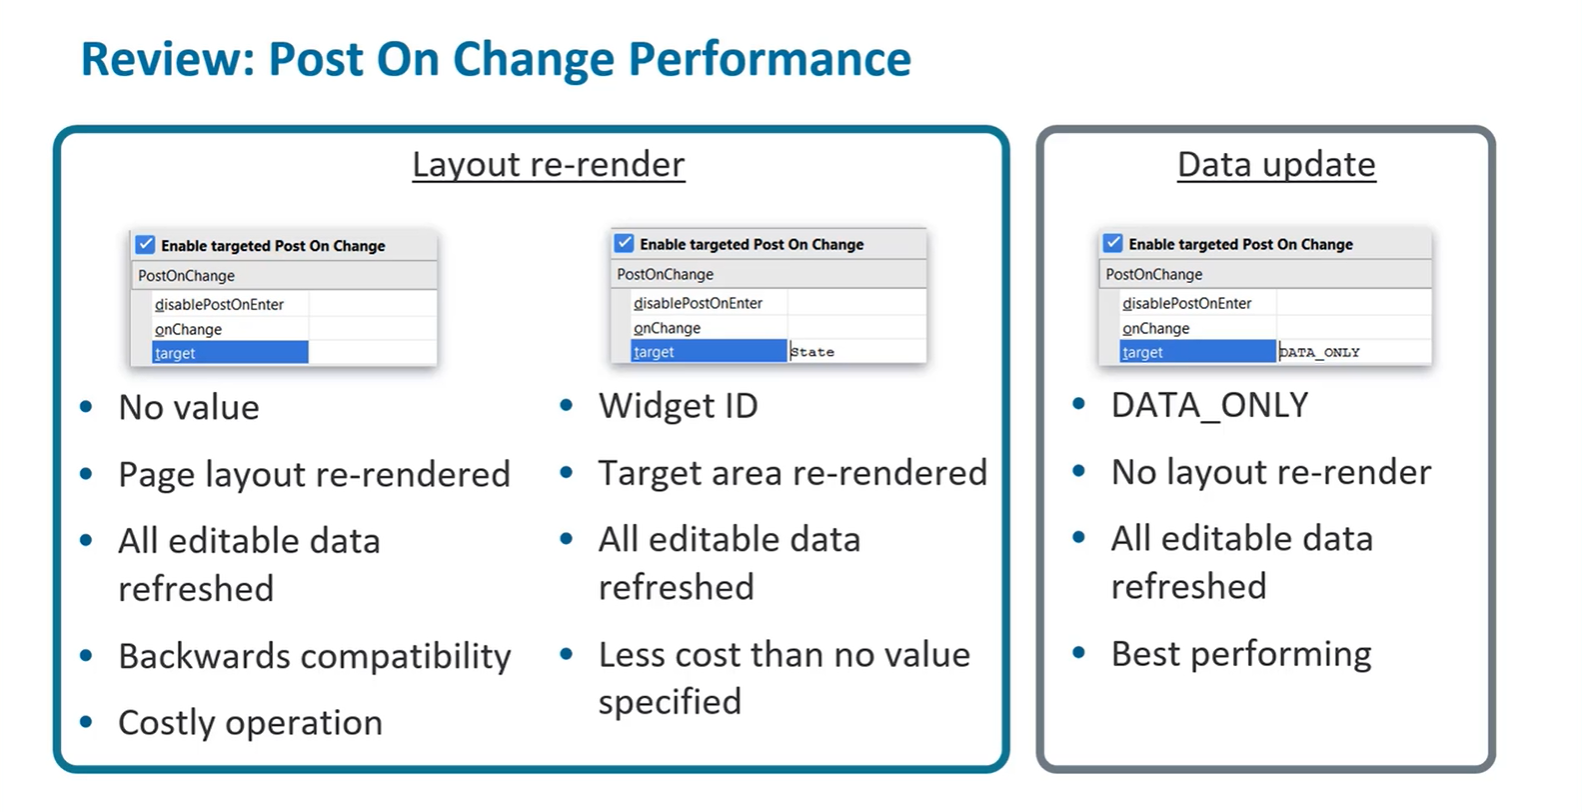 Review: Post On Change Performance
Layout re-render
Enable targeted Post On Change
PostOnChange
disablePostOnEnter
onChange
target
• No value
• Page layout re-rendered
• All editable data
refreshed
• Backwards compatibility
• Costly operation
Enable targeted Post On Change
PostOnChange
disablePostOnEnter
onChange
target State
• Widget ID
• Target area re-rendered
• All editable data
refreshed
• Less cost than no value
specified
Data update
Enable targeted Post On Change
PostOnChange
disablePostOnEnter
onChange
target DATA_ONLY
• DATA_ONLY
• No layout re-render
• All editable data
refreshed
• Best performing